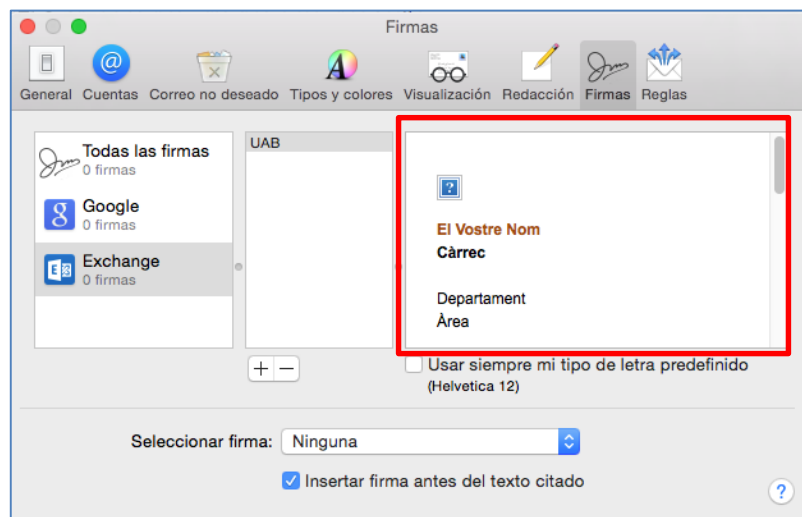 Firmas
General Cuentas Correo no deseado Tipos y colores Visualización Redacción Firmas Reglas
Todas las firmas
0 firmas
Google
0 firmas
Exchange
0 firmas
UAB
?
El Vostre Nom
Càrrec
Departament
Àrea
+ −
Usar siempre mi tipo de letra predefinido
(Helvetica 12)
Seleccionar firma: Ninguna
Insertar firma antes del texto citado
?